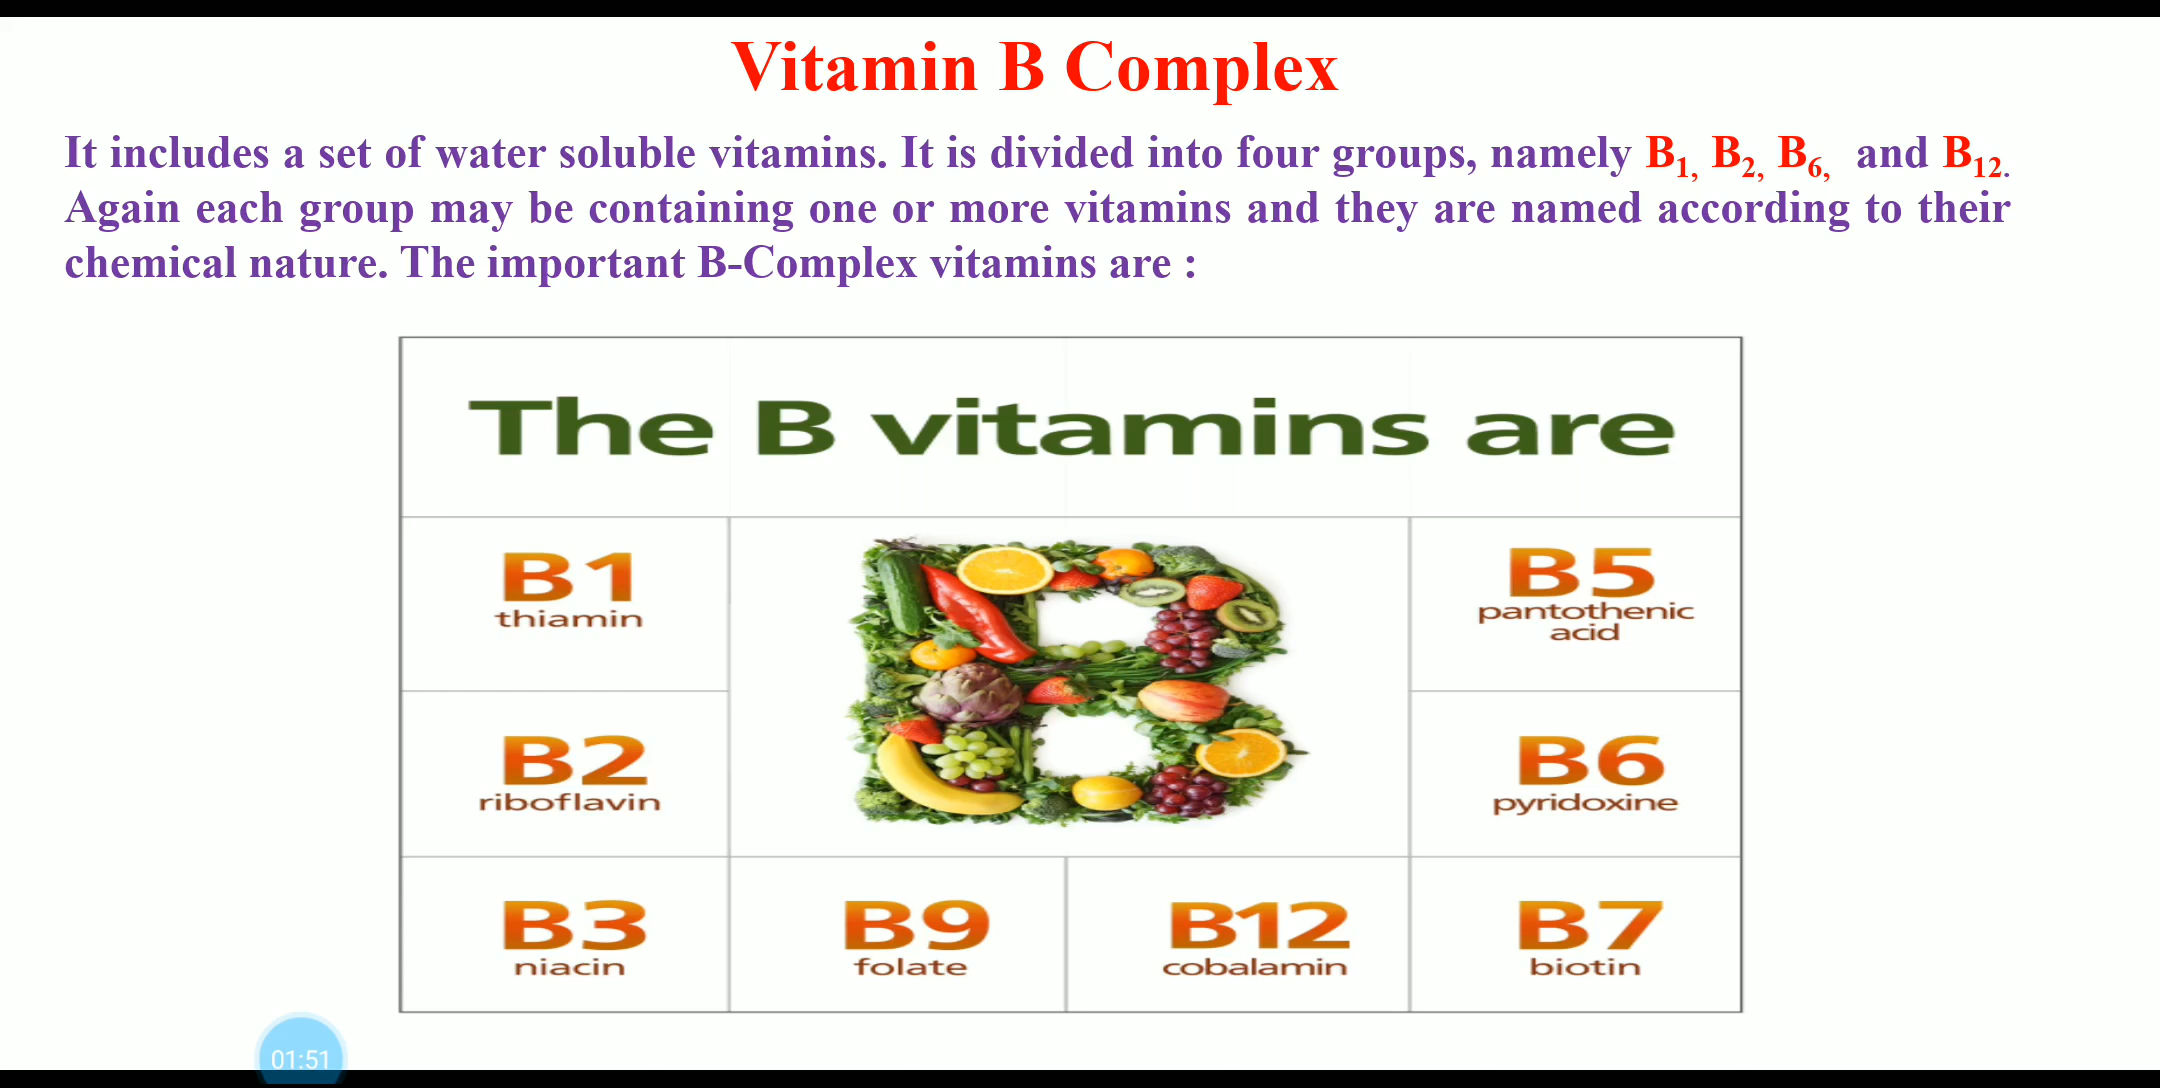 Vitamin B Complex
It includes a set of water soluble vitamins. It is divided into four groups, namely B₁, B₂, B₆, and B₁₂.
Again each group may be containing one or more vitamins and they are named according to their
chemical nature. The important B-Complex vitamins are :
The B vitamins are
B1
thiamin
B5
pantothenic
acid
B2
riboflavin
B6
pyridoxine
B3
niacin
B9
folate
B12
cobalamin
B7
biotin
01:51